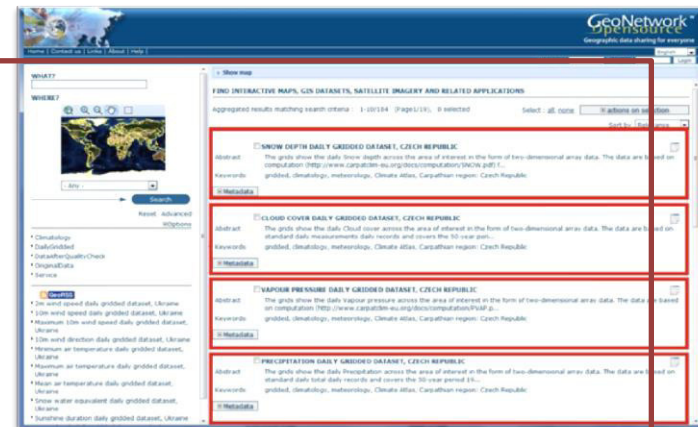 GeoNetwork
opensource
Geographic data sharing for everyone
Home | Contact us | Links | About | Help |
English
Login
WHAT?
WHERE?
- Any -
Search
Reset Advanced
Options
Climatology
DailyGridded
DataAfterQualityCheck
OriginalData
Service
GeoRSS
2m wind speed daily gridded dataset, Ukraine
10m wind speed daily gridded dataset, Ukraine
Maximum 10m wind speed daily gridded dataset,
Ukraine
10m wind direction daily gridded dataset, Ukraine
Minimum air temperature daily gridded dataset,
Ukraine
Maximum air temperature daily gridded dataset,
Ukraine
Mean air temperature daily gridded dataset,
Ukraine
Snow water equivalent daily gridded dataset,
Ukraine
Sunshine duration daily gridded dataset, Ukraine
Show map
FIND INTERACTIVE MAPS, GIS DATASETS, SATELLITE IMAGERY AND RELATED APPLICATIONS
Aggregated results matching search criteria : 1-10/184 (Page1/19), 0 selected
Select : all, none
actions on selection
Sort by Relevance
SNOW DEPTH DAILY GRIDDED DATASET, CZECH REPUBLIC
Abstract The grids show the daily Snow depth across the area of interest in the form of two-dimensional array data. The data are based on
computation (http://www.carpatclim-eu.org/docs/computation/SNOW.pdf) f...
Keywords gridded, climatology, meteorology, Climate Atlas, Carpathian region: Czech Republic
Metadata
CLOUD COVER DAILY GRIDDED DATASET, CZECH REPUBLIC
Abstract The grids show the daily Cloud cover across the area of interest in the form of two-dimensional array data. The data are based on
standard daily measurements daily records and covers the 50 year peri...
Keywords gridded, climatology, meteorology, Climate Atlas, Carpathian region: Czech Republic
Metadata
VAPOUR PRESSURE DAILY GRIDDED DATASET, CZECH REPUBLIC
Abstract The grids show the daily Vapour pressure across the area of interest in the form of two-dimensional array data. The data are based
on computation (http://www.carpatclim-eu.org/docs/computation/
Keywords gridded, climatology, meteorology, Climate Atlas, Carpathian region: Czech Republic
Metadata
PRECIPITATION DAILY GRIDDED DATASET, CZECH REPUBLIC
Abstract The grids show the daily Precipitation across the area of interest in the form of two-dimensional array data. The data are based on
standard daily total daily records and covers the 50 year period 19...
Keywords gridded, climatology, meteorology, Climate Atlas, Carpathian region: Czech Republic
Metadata